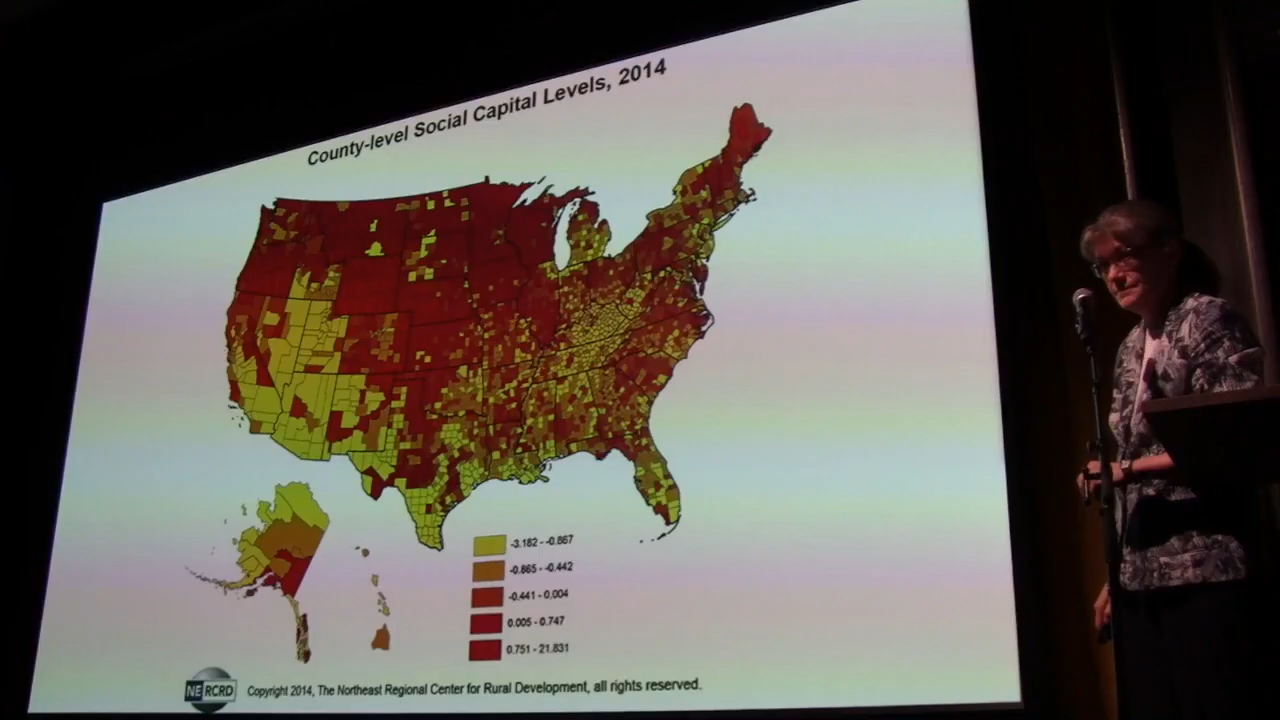 County-level Social Capital Levels, 2014
-3.182 - -0.867
-0.865 - -0.442
-0.441 - 0.004
0.005 - 0.747
0.751 - 21.831
NE RCRD
Copyright 2014, The Northeast Regional Center for Rural Development, all rights reserved.